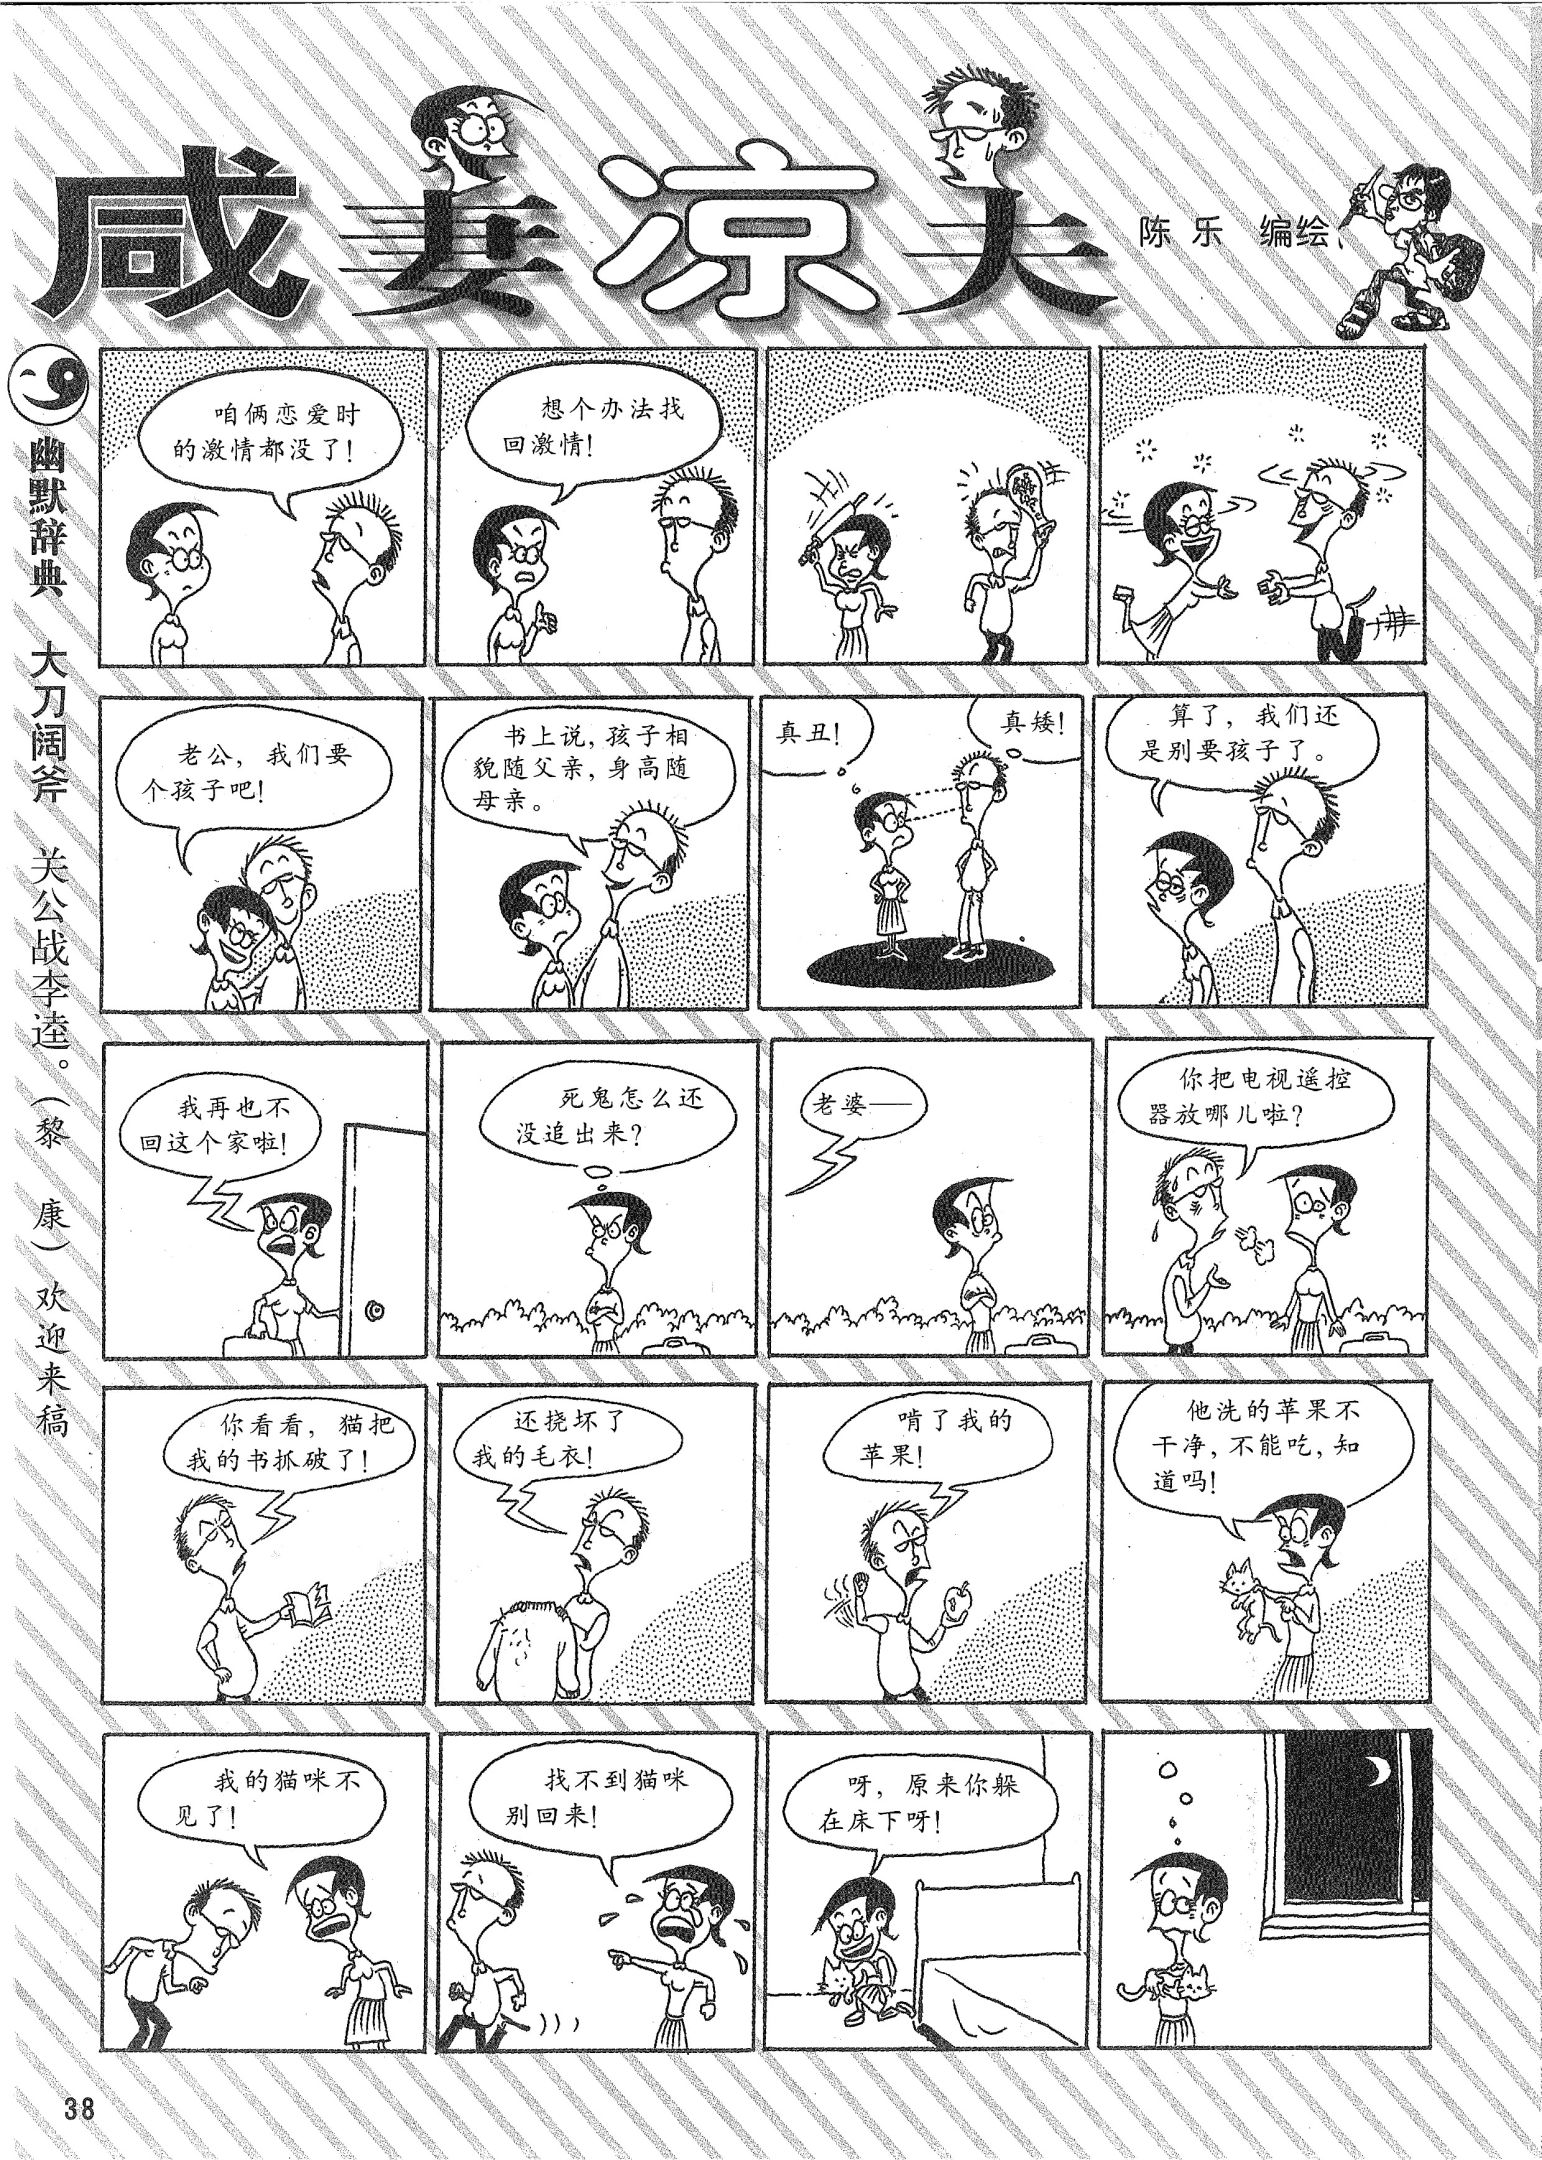 咸妻凉夫
陈乐 编绘
幽默辞典 大刀阔斧 关公战李逵。（黎 康）欢迎来稿
咱俩恋爱时
的激情都没了！
想个办法找
回激情！
老公，我们要
个孩子吧！
书上说，孩子相
貌随父亲，身高随
母亲。
真丑！
真矮！
算了，我们还
是别要孩子了。
我再也不
回这个家啦！
死鬼怎么还
没追出来？
老婆——
你把电视遥控
器放哪儿啦？
你看看，猫把
我的书抓破了！
还挠坏了
我的毛衣！
啃了我的
苹果！
他洗的苹果不
干净，不能吃，知
道吗！
我的猫咪不
见了！
找不到猫咪
别回来！
呀，原来你躲
在床下呀！
38